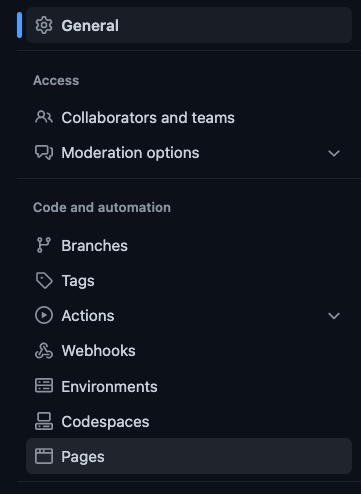 General
Access
Collaborators and teams
Moderation options
Code and automation
Branches
Tags
Actions
Webhooks
Environments
Codespaces
Pages